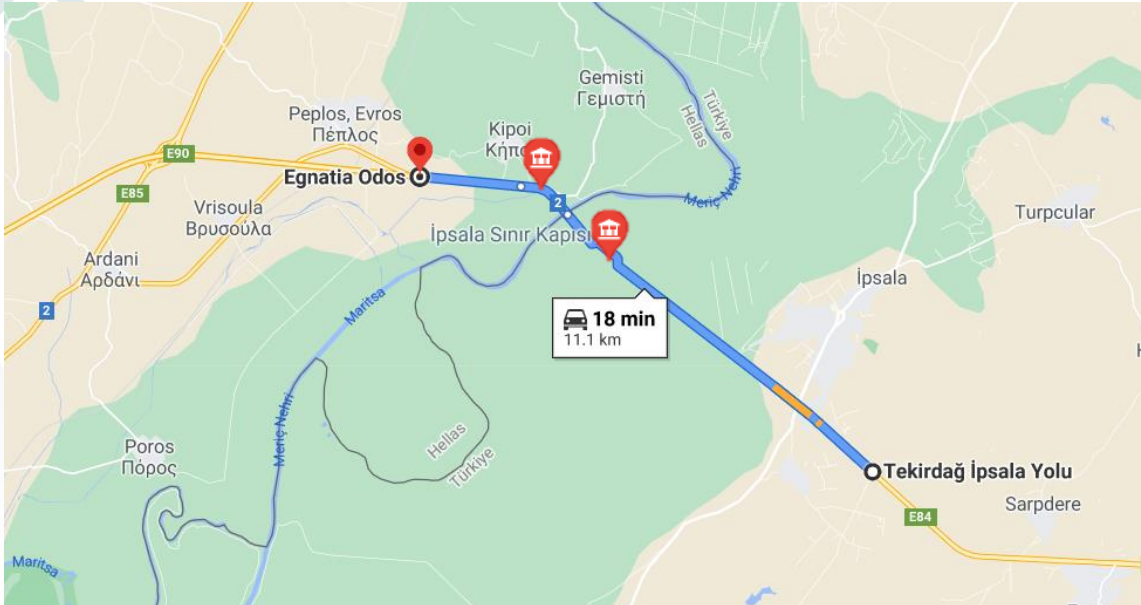 Gemisti
Γεμιστή
Türkiye
Hellas
Peplos, Evros
Πέπλος
Kipoi
E90
Egnatia Odos
E85
2
Meriç Nehri
Vrisoula
Βρυσούλα
Turpcular
İpsala Sınır Kapısı
Ardani
Αρδάνι
İpsala
Maritsa
2
18 min
11.1 km
Meriç Nehri
Hellas
Türkiye
Poros
Πόρος
Tekirdağ İpsala Yolu
Sarpdere
E84
Maritsa